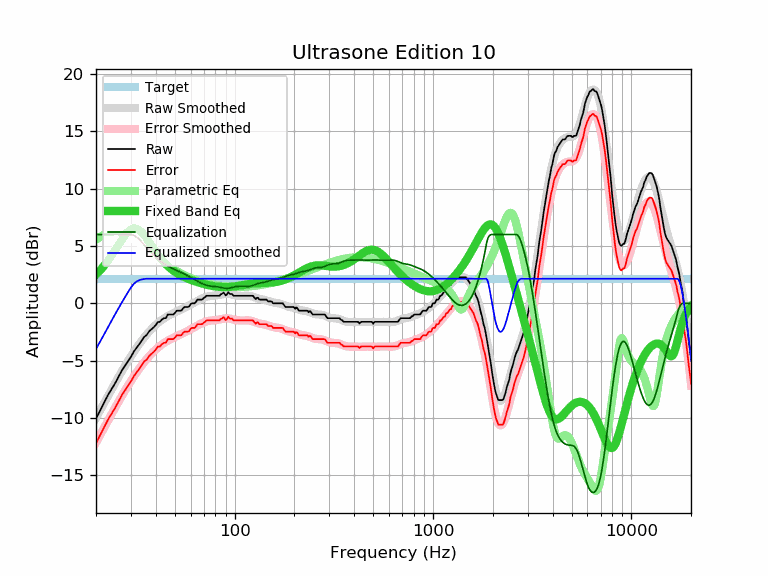 Ultrasone Edition 10
20
15
10
5
0
−5
−10
−15
Amplitude (dBr)
Target
Raw Smoothed
Error Smoothed
Raw
Error
Parametric Eq
Fixed Band Eq
Equalization
Equalized smoothed
100
1000
10000
Frequency (Hz)